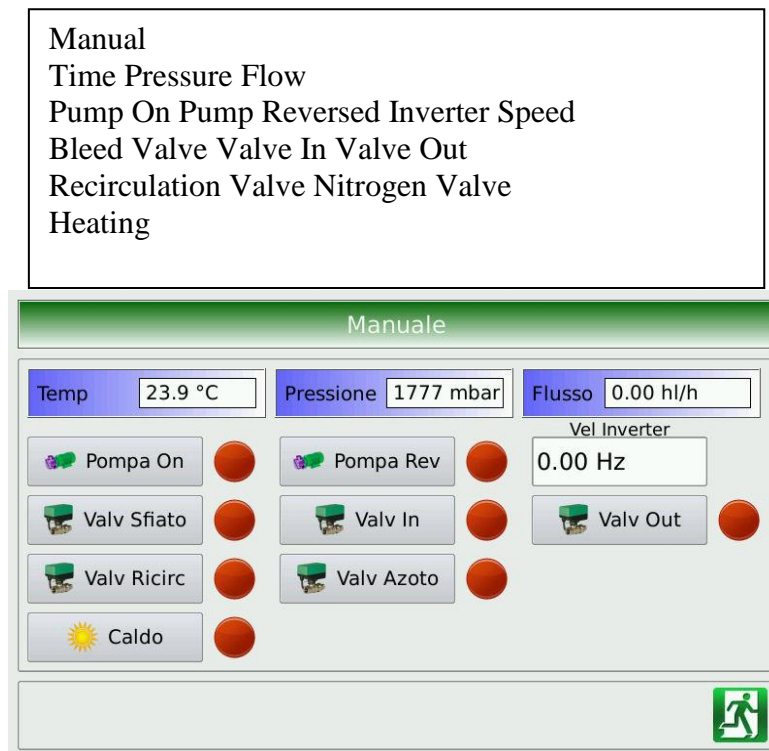 Manual
Time Pressure Flow
Pump On Pump Reversed Inverter Speed
Bleed Valve Valve In Valve Out
Recirculation Valve Nitrogen Valve
Heating
Manuale
Temp 23.9 °C Pressione 1777 mbar Flusso 0.00 hl/h
Vel Inverter
Pompa On Pompa Rev 0.00 Hz
Valv Sfiato Valv In Valv Out
Valv Ricirc Valv Azoto
Caldo